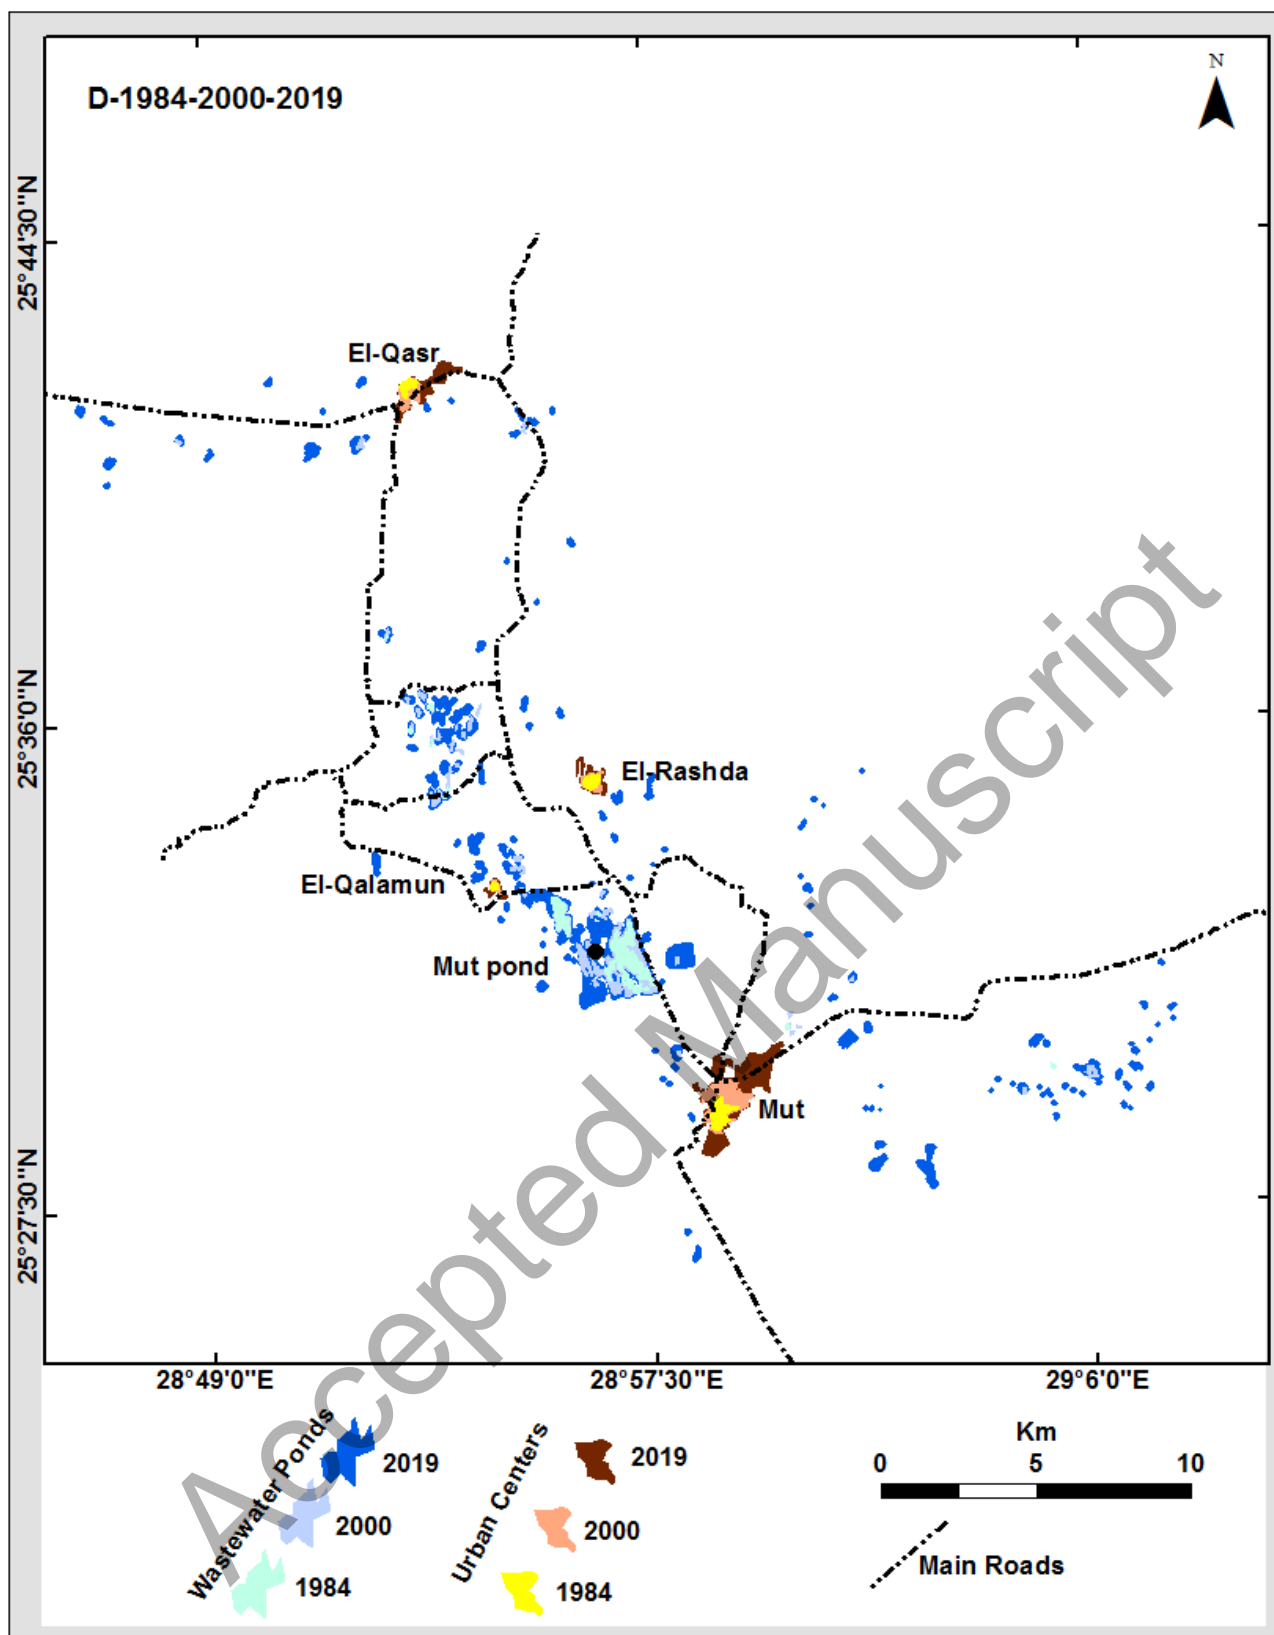 D-1984-2000-2019
N
25°44'30"N
El-Qasr
25°36'0"N
El-Rashda
El-Qalamun
Mut pond
Mut
25°27'30"N
28°49'0"E
28°57'30"E
29°6'0"E
Accepted Manuscript
Wastewater Ponds
2019
2000
1984
Urban Centers
2019
2000
1984
Km
0 5 10
Main Roads